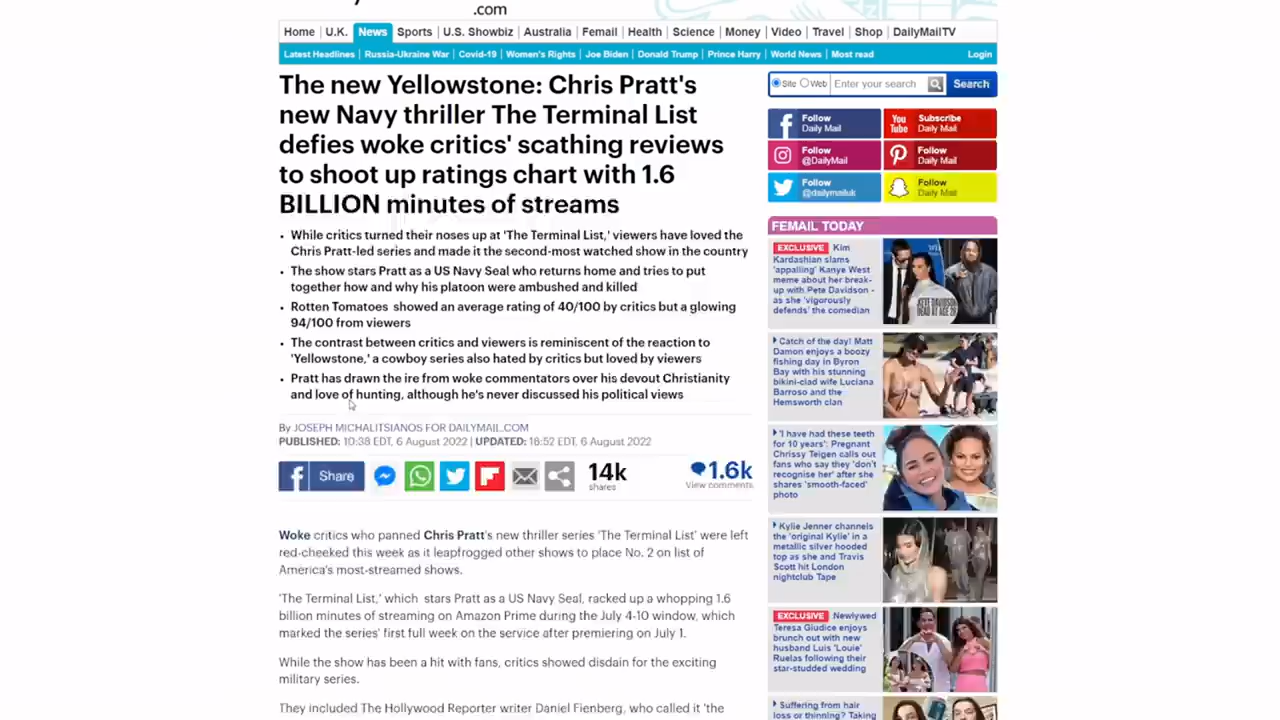 .com
Home U.K. News Sports U.S. Showbiz Australia Femail Health Science Money Video Travel Shop DailyMailTV
Latest Headlines Russia-Ukraine War Covid-19 Women's Rights Joe Biden Donald Trump Prince Harry World News Most read Login
The new Yellowstone: Chris Pratt's
new Navy thriller The Terminal List
defies woke critics' scathing reviews
to shoot up ratings chart with 1.6
BILLION minutes of streams
While critics turned their noses up at 'The Terminal List,' viewers have loved the
Chris Pratt-led series and made it the second-most watched show in the country
The show stars Pratt as a US Navy Seal who returns home and tries to put
together how and why his platoon were ambushed and killed
Rotten Tomatoes showed an average rating of 40/100 by critics but a glowing
94/100 from viewers
The contrast between critics and viewers is reminiscent of the reaction to
'Yellowstone,' a cowboy series also hated by critics but loved by viewers
Pratt has drawn the ire from woke commentators over his devout Christianity
and love of hunting, although he's never discussed his political views
By JOSEPH MICHALITSIANOS FOR DAILYMAIL.COM
PUBLISHED: 10:38 EDT, 6 August 2022 | UPDATED: 16:52 EDT, 6 August 2022
Share
14k
shares
1.6k
View comments
Woke critics who panned Chris Pratt's new thriller series 'The Terminal List' were left
red-cheeked this week as it leapfrogged other shows to place No. 2 on list of
America's most-streamed shows.
'The Terminal List,' which stars Pratt as a US Navy Seal, racked up a whopping 1.6
billion minutes of streaming on Amazon Prime during the July 4-10 window, which
marked the series' first full week on the service after premiering on July 1.
While the show has been a hit with fans, critics showed disdain for the exciting
military series.
They included The Hollywood Reporter writer Daniel Fienberg, who called it 'the
Site Web Enter your search Search
Follow
Daily Mail
You
Tube
Subscribe
Daily Mail
Follow
@DailyMail
Follow
Daily Mail
Follow
@dailymailuk
Follow
Daily Mail
FEMAIL TODAY
EXCLUSIVE Kim
Kardashian slams
'appalling' Kanye West
meme about her break-
up with Pete Davidson -
as she 'vigorously
defends' the comedian
Catch of the day! Matt
Damon enjoys a boozy
fishing day in Byron
Bay with his stunning
bikini-clad wife Luciana
Barroso and the
Hemsworth clan
'I have had these teeth
for 10 years': Pregnant
Chrissy Teigen calls out
fans who say they 'don't
recognise her' after she
shares 'smooth-faced'
photo
Kylie Jenner channels
the 'original Kylie' in a
metallic silver hooded
top as she and Travis
Scott hit London
nightclub Tape
EXCLUSIVE Newlywed
Teresa Giudice enjoys
brunch out with new
husband Luis 'Louie'
Ruelas following their
star-studded wedding
Suffering from hair
loss or thinning? Taking